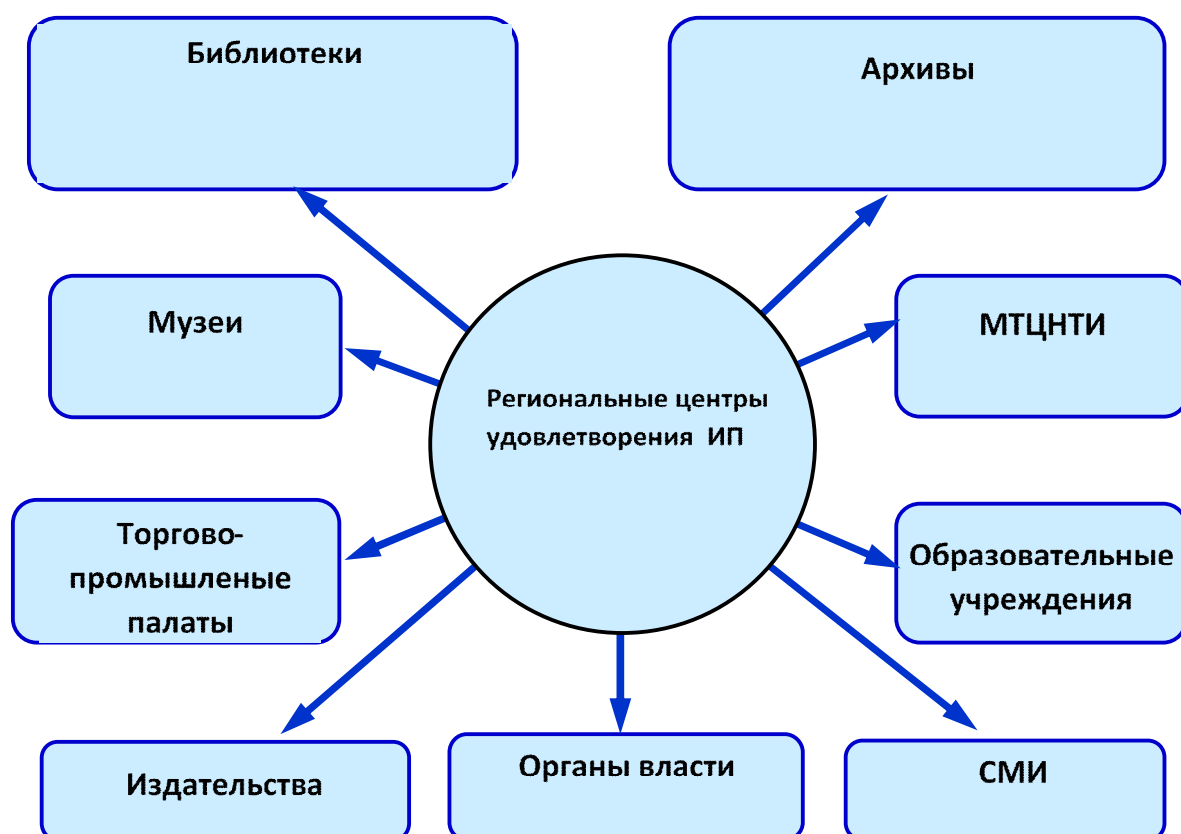 Библиотеки
Архивы
Музеи
МТЦНТИ
Региональные центры
удовлетворения ИП
Торгово-
промышленые
палаты
Образовательные
учреждения
Издательства
Органы власти
СМИ